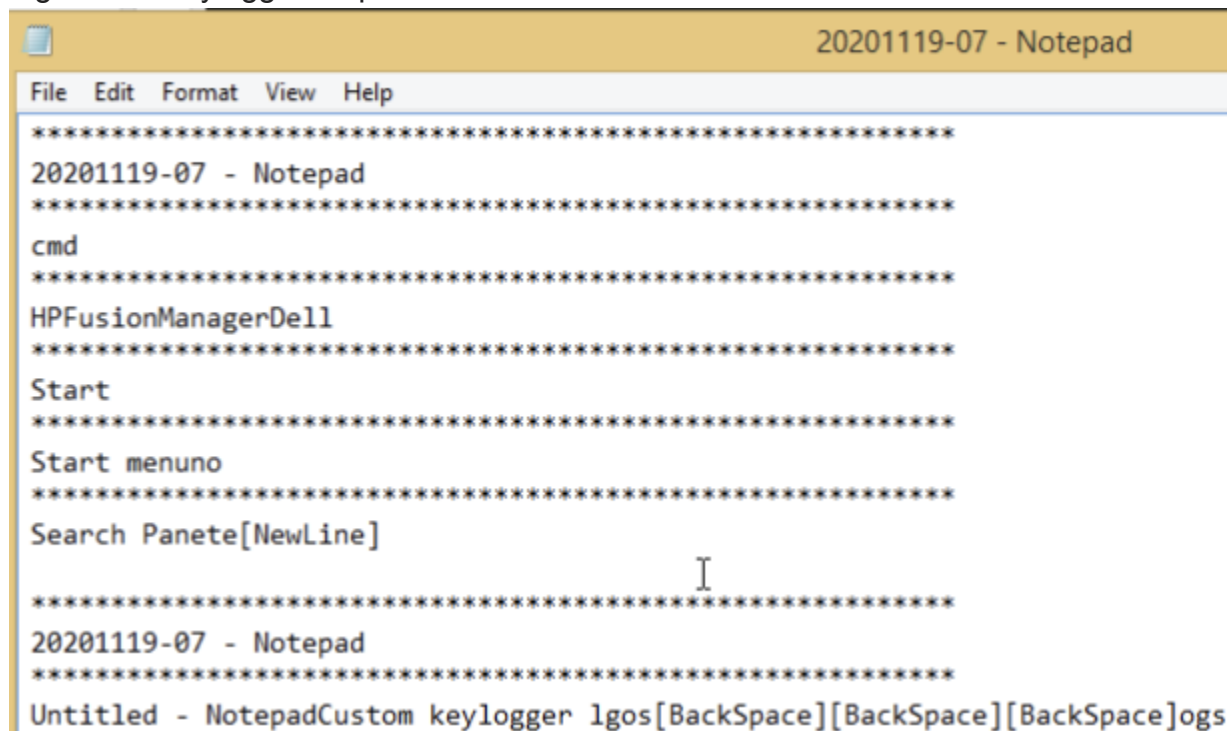 20201119-07 - Notepad
File Edit Format View Help
**********************************************************
20201119-07 - Notepad
**********************************************************
cmd
**********************************************************
HPFusionManagerDell
**********************************************************
Start
**********************************************************
Start menuno
**********************************************************
Search Panete[NewLine]
**********************************************************
20201119-07 - Notepad
**********************************************************
Untitled - NotepadCustom keylogger lgos[BackSpace][BackSpace][BackSpace]ogs